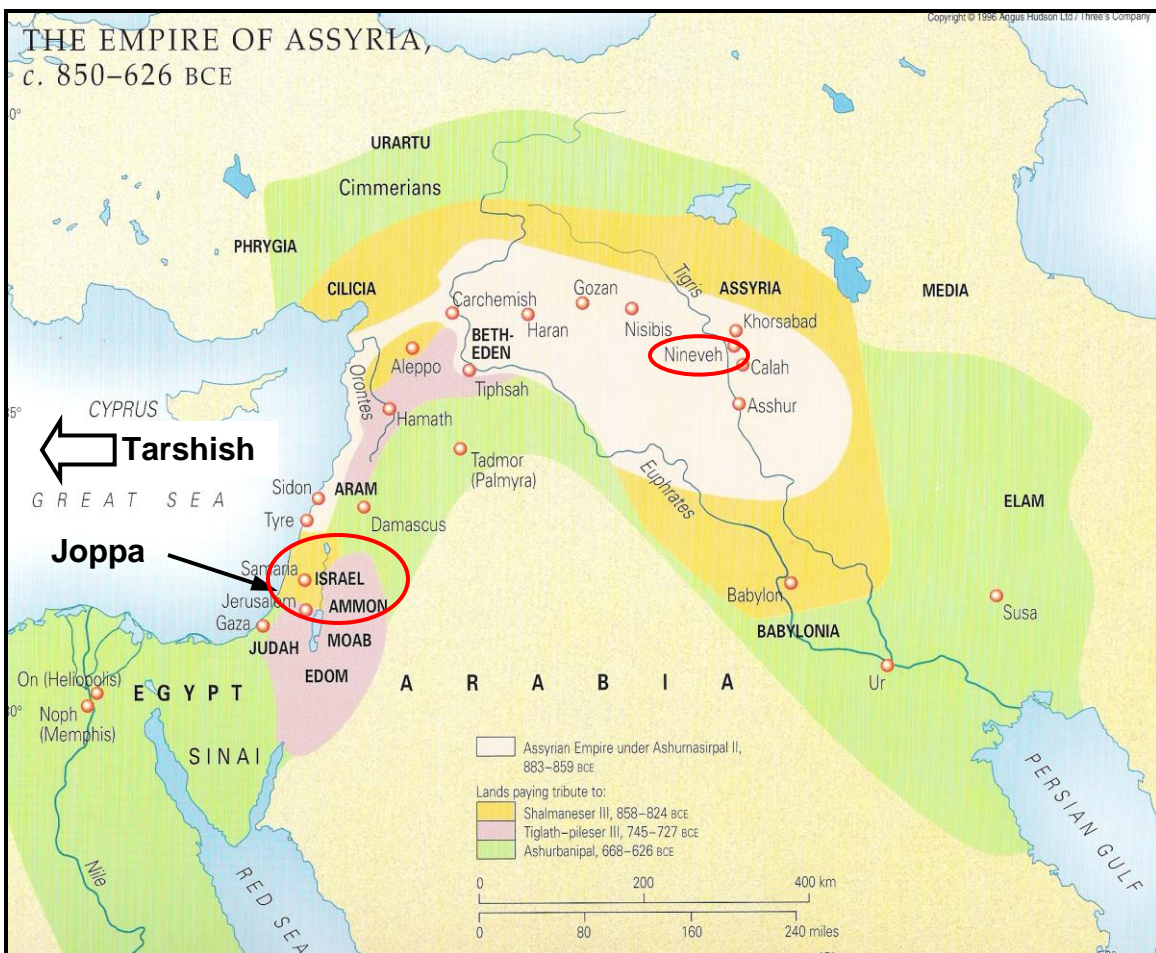 Copyright © 1996 Angus Hudson Ltd / Three's Company
THE EMPIRE OF ASSYRIA,
c. 850–626 BCE
URARTU
Cimmerians
PHRYGIA
CILICIA
Tigris
ASSYRIA
MEDIA
Carchemish
Gozan
Haran
Nisibis
Khorsabad
BETH-
EDEN
Nineveh
Calah
Aleppo
Tiphsah
Orontes
Asshur
CYPRUS
35°
Hamath
Tarshish
Tadmor
(Palmyra)
Euphrates
GREAT SEA
Sidon
ARAM
ELAM
Tyre
Damascus
Joppa
Samaria
ISRAEL
Babylon
Jerusalem
AMMON
Susa
Gaza
JUDAH
MOAB
BABYLONIA
EDOM
Ur
On (Heliopolis)
EGYPT
ARABIA
Noph
(Memphis)
SINAI
PERSIAN GULF
Nile
RED SEA
Assyrian Empire under Ashurnasirpal II,
883–859 BCE
Lands paying tribute to:
Shalmaneser III, 858–824 BCE
Tiglath-pileser III, 745–727 BCE
Ashurbanipal, 668–626 BCE
0 200 400 km
0 80 160 240 miles